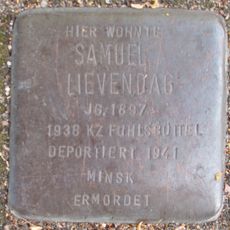 HIER WOHNTE
SAMUEL
LIEVENDAG
JG. 1897
1938 KZ FUHLSBÜTTEL
DEPORTIERT 1941
MINSK
ERMORDET